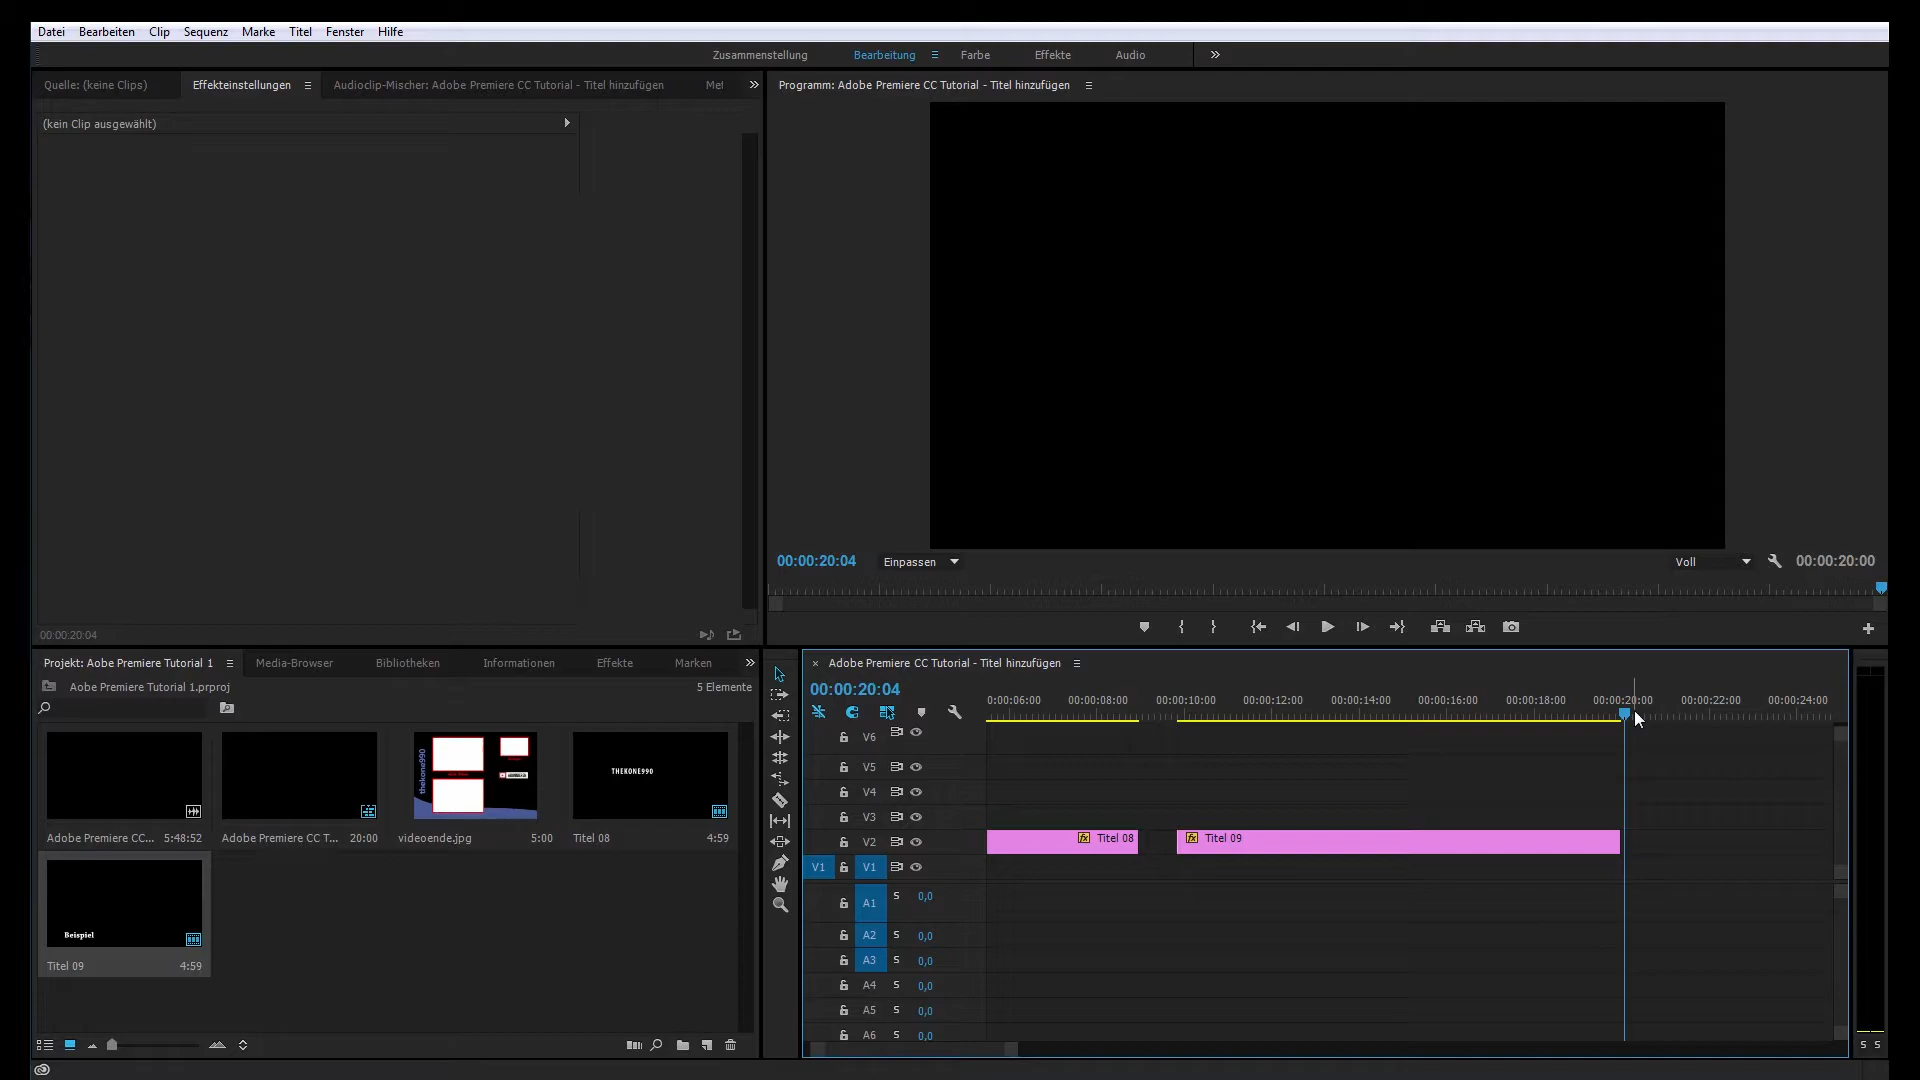 Datei Bearbeiten Clip Sequenz Marke Titel Fenster Hilfe
Zusammenstellung Bearbeitung Farbe Effekte Audio
Quelle: (keine Clips) Effekteinstellungen Audioclip-Mischer: Adobe Premiere CC Tutorial - Titel hinzufügen Met
Programm: Adobe Premiere CC Tutorial - Titel hinzufügen
(kein Clip ausgewählt)
00:00:20:04 Einpassen Voll 00:00:20:00
00:00:20:04
Projekt: Aobe Premiere Tutorial 1 Media-Browser Bibliotheken Informationen Effekte Marken
Aobe Premiere Tutorial 1.prproj 5 Elemente
THEKONE990
thekone990
Adobe Premiere CC... 5:48:52
Adobe Premiere CC T... 20:00
videoende.jpg 5:00
Titel 08 4:59
Beispiel
Titel 09 4:59
Adobe Premiere CC Tutorial - Titel hinzufügen
00:00:20:04
0:00:06:00 00:00:08:00 00:00:10:00 00:00:12:00 00:00:14:00 00:00:16:00 00:00:18:00 00:00:20:00 00:00:22:00 00:00:24:00
V6
V5
V4
V3
V2 fx Titel 08 fx Titel 09
V1 V1
A1 S 0,0
A2 S 0,0
A3 S 0,0
A4 S 0,0
A5 S 0,0
A6 S 0,0
S S